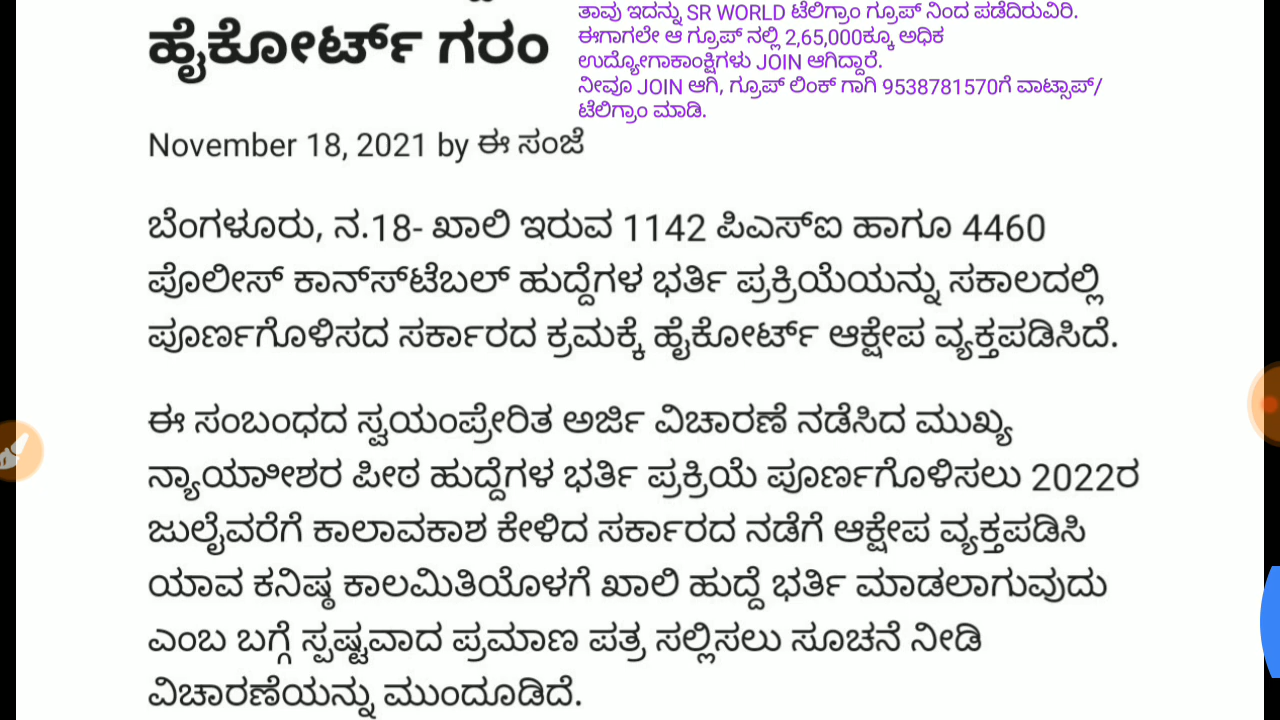 ಹೈಕೋರ್ಟ್ ಗರಂ
ತಾವು ಇದನ್ನು SR WORLD ಟೆಲಿಗ್ರಾಂ ಗ್ರೂಪ್ ನಿಂದ ಪಡೆದಿರುವಿರಿ.
ಈಗಾಗಲೇ ಆ ಗ್ರೂಪ್ ನಲ್ಲಿ 2,65,000ಕ್ಕೂ ಅಧಿಕ
ಉದ್ಯೋಗಾಕಾಂಕ್ಷಿಗಳು JOIN ಆಗಿದ್ದಾರೆ.
ನೀವೂ JOIN ಆಗಿ, ಗ್ರೂಪ್ ಲಿಂಕ್ ಗಾಗಿ 9538781570ಗೆ ವಾಟ್ಸಾಪ್/
ಟೆಲಿಗ್ರಾಂ ಮಾಡಿ.
November 18, 2021 by ಈ ಸಂಜೆ
ಬೆಂಗಳೂರು, ನ.18- ಖಾಲಿ ಇರುವ 1142 ಪಿಎಸ್‍ಐ ಹಾಗೂ 4460
ಪೊಲೀಸ್ ಕಾನ್‍ಸ್‍ಟೆಬಲ್ ಹುದ್ದೆಗಳ ಭರ್ತಿ ಪ್ರಕ್ರಿಯೆಯನ್ನು ಸಕಾಲದಲ್ಲಿ
ಪೂರ್ಣಗೊಳಿಸದ ಸರ್ಕಾರದ ಕ್ರಮಕ್ಕೆ ಹೈಕೋರ್ಟ್ ಆಕ್ಷೇಪ ವ್ಯಕ್ತಪಡಿಸಿದೆ.
ಈ ಸಂಬಂಧದ ಸ್ವಯಂಪ್ರೇರಿತ ಅರ್ಜಿ ವಿಚಾರಣೆ ನಡೆಸಿದ ಮುಖ್ಯ
ನ್ಯಾಯಾೀಶರ ಪೀಠ ಹುದ್ದೆಗಳ ಭರ್ತಿ ಪ್ರಕ್ರಿಯೆ ಪೂರ್ಣಗೊಳಿಸಲು 2022ರ
ಜುಲೈವರೆಗೆ ಕಾಲಾವಕಾಶ ಕೇಳಿದ ಸರ್ಕಾರದ ನಡೆಗೆ ಆಕ್ಷೇಪ ವ್ಯಕ್ತಪಡಿಸಿ
ಯಾವ ಕನಿಷ್ಠ ಕಾಲಮಿತಿಯೊಳಗೆ ಖಾಲಿ ಹುದ್ದೆ ಭರ್ತಿ ಮಾಡಲಾಗುವುದು
ಎಂಬ ಬಗ್ಗೆ ಸ್ಪಷ್ಟವಾದ ಪ್ರಮಾಣ ಪತ್ರ ಸಲ್ಲಿಸಲು ಸೂಚನೆ ನೀಡಿ
ವಿಚಾರಣೆಯನ್ನು ಮುಂದೂಡಿದೆ.